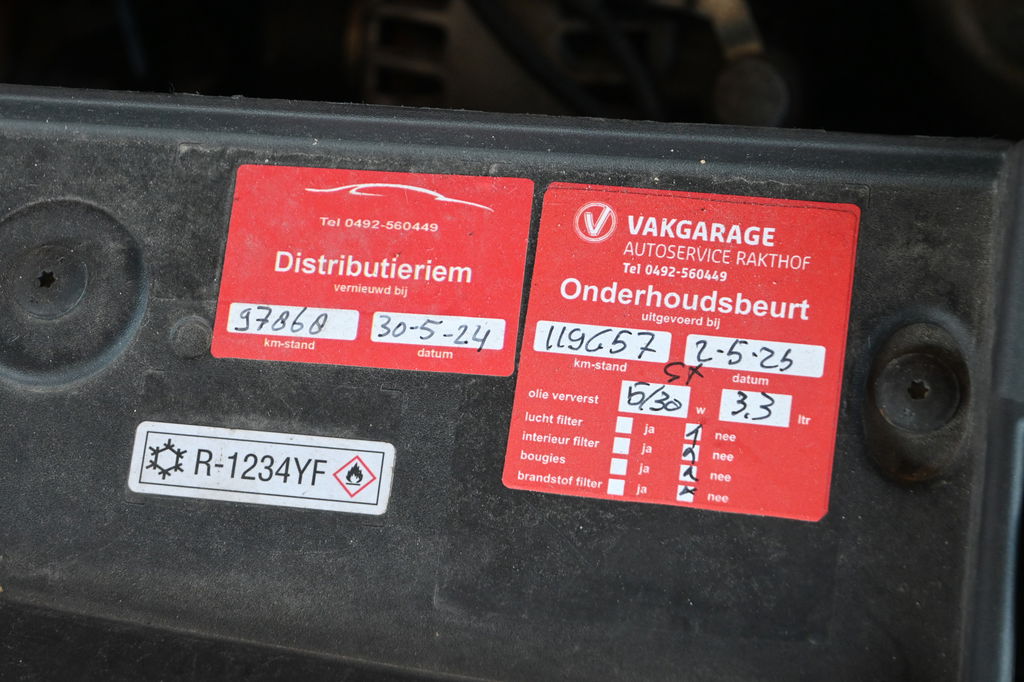 Tel 0492-560449
Distributieriem
vernieuwd bij
97860 30-5-24
km-stand datum
R-1234YF
V VAKGARAGE
AUTOSERVICE RAKTHOF
Tel 0492-560449
Onderhoudsbeurt
uitgevoerd bij
119657 2-5-25
km-stand datum
olie ververst 5/30 w 3,3 ltr
lucht filter ja nee
interieur filter ja nee
bougies ja nee
brandstof filter ja x nee